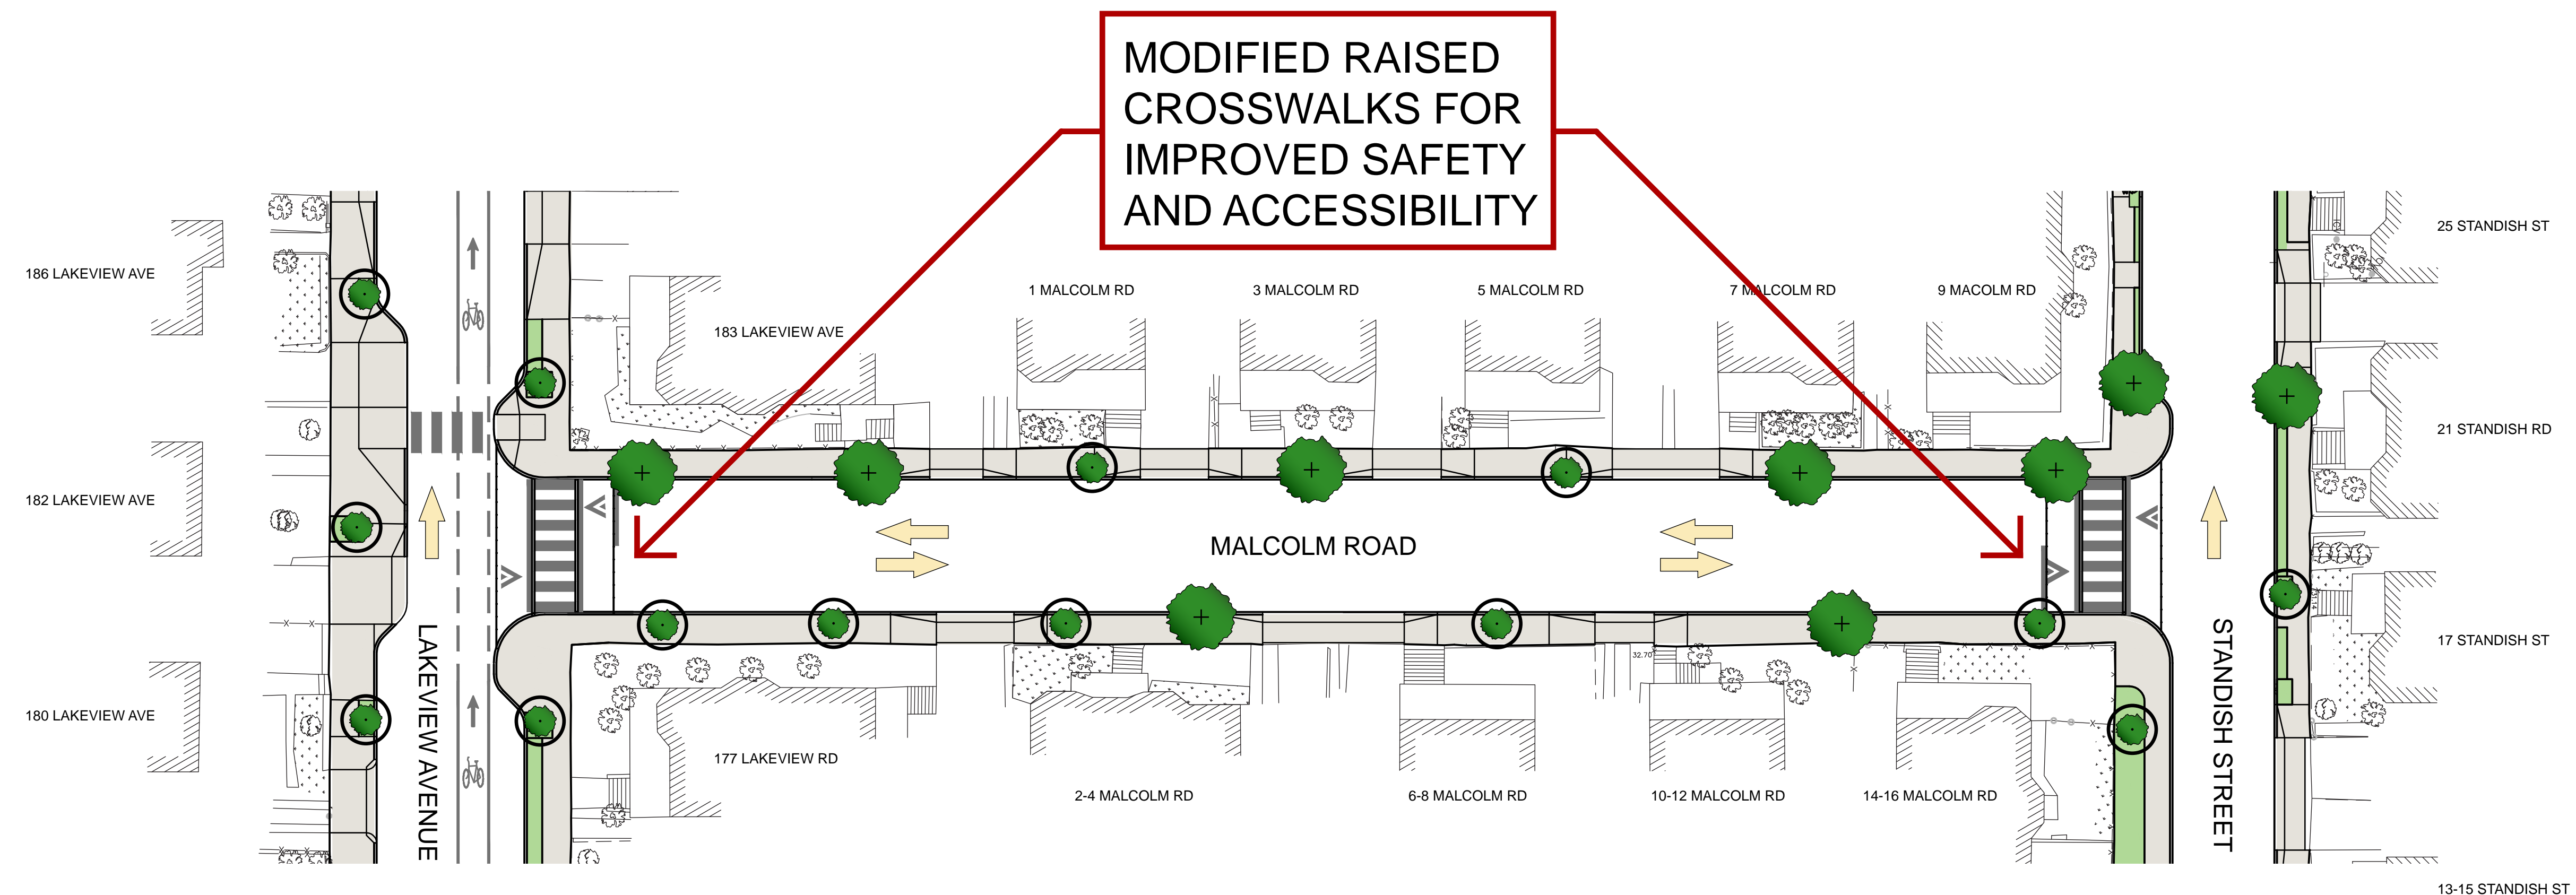 MODIFIED RAISED
CROSSWALKS FOR
IMPROVED SAFETY
AND ACCESSIBILITY
186 LAKEVIEW AVE
183 LAKEVIEW AVE
1 MALCOLM RD
3 MALCOLM RD
5 MALCOLM RD
7 MALCOLM RD
9 MACOLM RD
25 STANDISH ST
21 STANDISH RD
182 LAKEVIEW AVE
MALCOLM ROAD
LAKEVIEW AVENUE
STANDISH STREET
17 STANDISH ST
32.70
180 LAKEVIEW AVE
177 LAKEVIEW RD
2-4 MALCOLM RD
6-8 MALCOLM RD
10-12 MALCOLM RD
14-16 MALCOLM RD
13-15 STANDISH ST